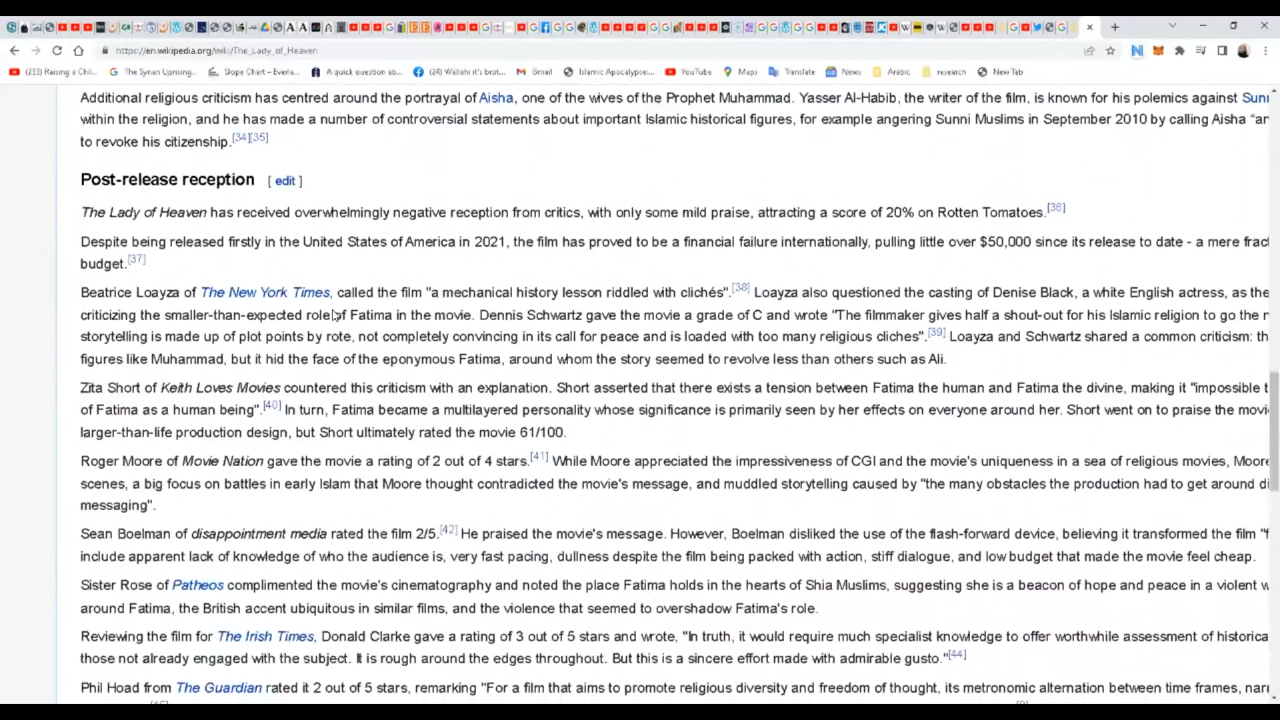 https://en.wikipedia.org/wiki/The_Lady_of_Heaven
(233) Raising a Chil... The Syrian Uprising... Slope Chart – Everla... A quick question ab... (24) Wallahi it's brat... Gmail Islamic Apocalypse:... YouTube Maps Translate News Arabic research New Tab
Additional religious criticism has centred around the portrayal of Aisha, one of the wives of the Prophet Muhammad. Yasser Al-Habib, the writer of the film, is known for his polemics against Sunn
within the religion, and he has made a number of controversial statements about important Islamic historical figures, for example angering Sunni Muslims in September 2010 by calling Aisha "an
to revoke his citizenship.[34][35]
Post-release reception [ edit ]
The Lady of Heaven has received overwhelmingly negative reception from critics, with only some mild praise, attracting a score of 20% on Rotten Tomatoes.[36]
Despite being released firstly in the United States of America in 2021, the film has proved to be a financial failure internationally, pulling little over $50,000 since its release to date - a mere frac
budget.[37]
Beatrice Loayza of The New York Times, called the film "a mechanical history lesson riddled with clichés".[38] Loayza also questioned the casting of Denise Black, a white English actress, as the
criticizing the smaller-than-expected role of Fatima in the movie. Dennis Schwartz gave the movie a grade of C and wrote "The filmmaker gives half a shout-out for his Islamic religion to go the
storytelling is made up of plot points by rote, not completely convincing in its call for peace and is loaded with too many religious cliches".[39] Loayza and Schwartz shared a common criticism: th
figures like Muhammad, but it hid the face of the eponymous Fatima, around whom the story seemed to revolve less than others such as Ali.
Zita Short of Keith Loves Movies countered this criticism with an explanation. Short asserted that there exists a tension between Fatima the human and Fatima the divine, making it "impossible t
of Fatima as a human being".[40] In turn, Fatima became a multilayered personality whose significance is primarily seen by her effects on everyone around her. Short went on to praise the movi
larger-than-life production design, but Short ultimately rated the movie 61/100.
Roger Moore of Movie Nation gave the movie a rating of 2 out of 4 stars.[41] While Moore appreciated the impressiveness of CGI and the movie's uniqueness in a sea of religious movies, Moore
scenes, a big focus on battles in early Islam that Moore thought contradicted the movie's message, and muddled storytelling caused by "the many obstacles the production had to get around di
messaging".
Sean Boelman of disappointment media rated the film 2/5.[42] He praised the movie's message. However, Boelman disliked the use of the flash-forward device, believing it transformed the film "f
include apparent lack of knowledge of who the audience is, very fast pacing, dullness despite the film being packed with action, stiff dialogue, and low budget that made the movie feel cheap.
Sister Rose of Patheos complimented the movie's cinematography and noted the place Fatima holds in the hearts of Shia Muslims, suggesting she is a beacon of hope and peace in a violent w
around Fatima, the British accent ubiquitous in similar films, and the violence that seemed to overshadow Fatima's role.
Reviewing the film for The Irish Times, Donald Clarke gave a rating of 3 out of 5 stars and wrote, "In truth, it would require much specialist knowledge to offer worthwhile assessment of historica
those not already engaged with the subject. It is rough around the edges throughout. But this is a sincere effort made with admirable gusto."[44]
Phil Hoad from The Guardian rated it 2 out of 5 stars, remarking "For a film that aims to promote religious diversity and freedom of thought, its metronomic alternation between time frames, narr